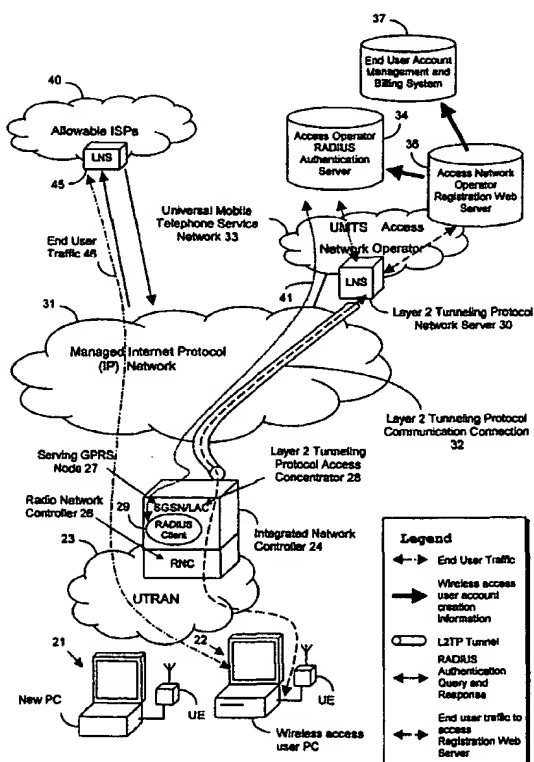 37
End User Account
Management and
Billing System
40
34
Allowable ISPs
Access Operator
RADIUS
Authentication
Server
36
LNS
45
Access Network
Operator
Registration Web
Server
Universal Mobile
Telephone Service
Network 33
UMTS Access
Network Operator
End User
Traffic 46
LNS
31
41
Layer 2 Tunneling Protocol
Network Server 30
Managed Internet Protocol
(IP) Network
Layer 2 Tunneling Protocol
Communication Connection
32
Serving GPRS
Node 27
Layer 2 Tunneling
Protocol Access
Concentrator 28
Radio Network
Controller 26
29
SGSN/LAC
RADIUS
Client
Integrated Network
Controller 24
23
RNC
UTRAN
21
22
New PC
UE
UE
Wireless access
user PC
Legend
End User Traffic
Wireless access
user account
creation
information
L2TP Tunnel
RADIUS
Authentication
Query and
Response
End user traffic to
access
Registration Web
Server